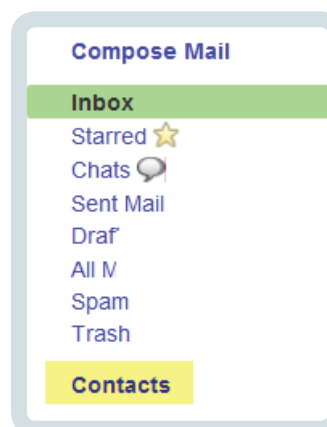 Compose Mail
Inbox
Starred
Chats
Sent Mail
Draf
All
Spam
Trash
Contacts